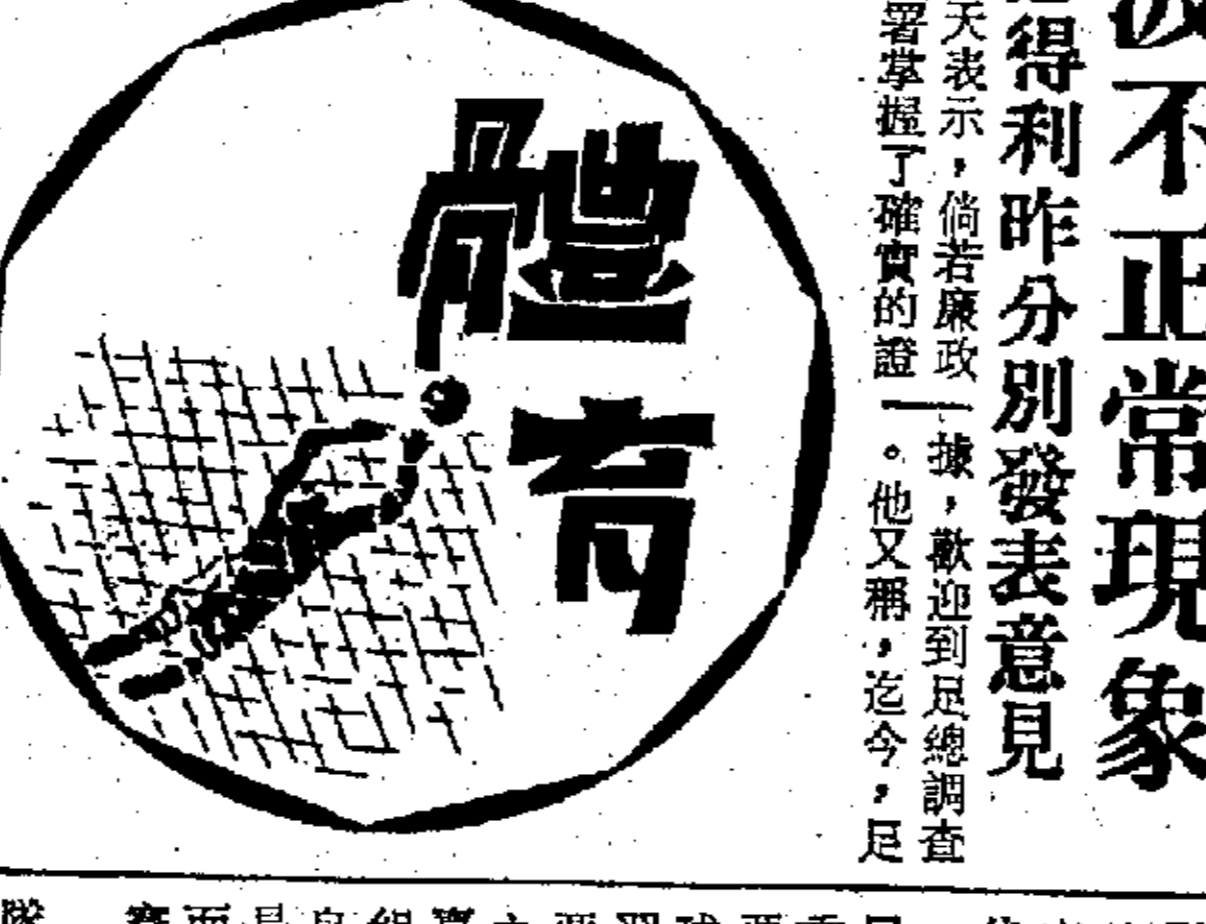 不正常現象
得利昨分別發表意見
天表示，倘若廉政
署掌握了確實的證
據，歡迎到足總調查
。他又稱，迄今，足
體育